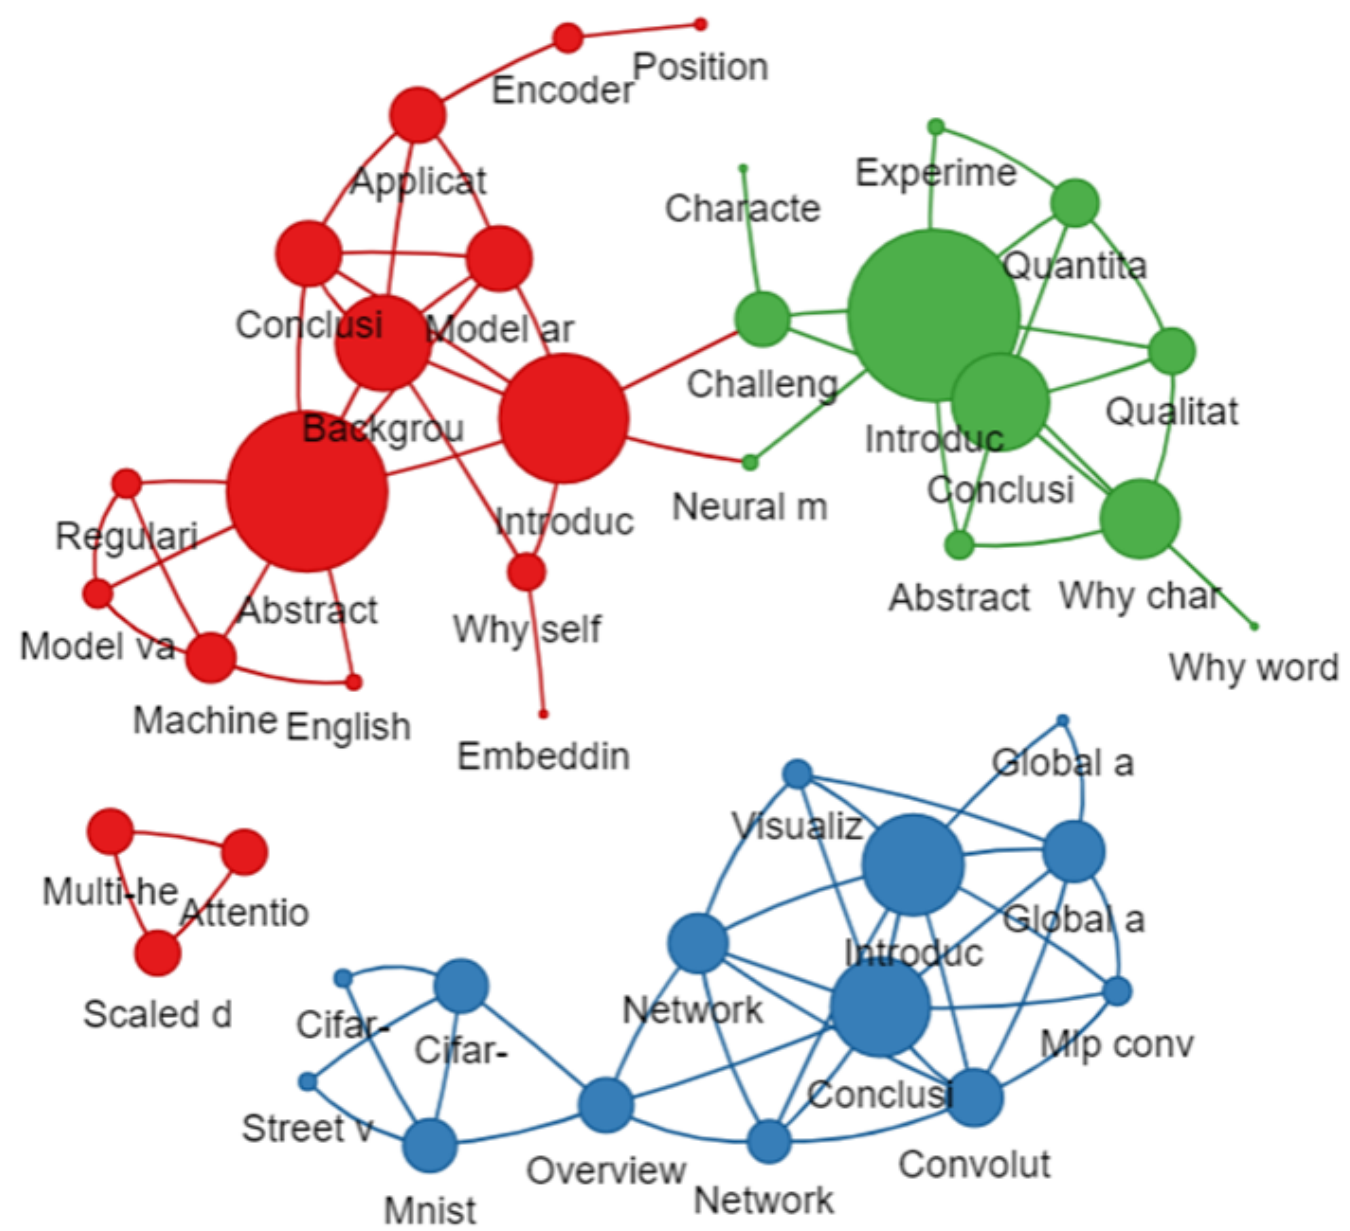 Position
Encoder
Experime
Applicat
Characte
Quantita
Conclusi
Model ar
Challeng
Qualitat
Backgrou
Introduc
Conclusi
Introduc
Neural m
Regulari
Abstract
Abstract
Why char
Why self
Model va
Why word
Machine
English
Embeddin
Global a
Visualiz
Multi-he
Attentio
Global a
Introduc
Scaled d
Network
Cifar-
Cifar-
Mlp conv
Conclusi
Street v
Overview
Convolut
Network
Mnist